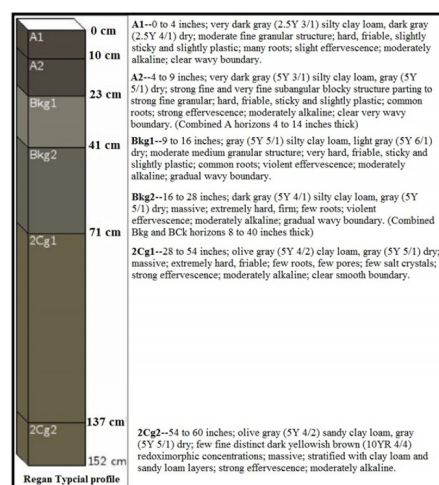 0 cm
A1
10 cm
A2
23 cm
Bkg1
41 cm
Bkg2
71 cm
2Cg1
137 cm
2Cg2
152 cm
Regan Typcial profile
A1--0 to 4 inches; very dark gray (2.5Y 3/1) silty clay loam, dark gray
(2.5Y 4/1) dry; moderate fine granular structure; hard, friable, slightly
sticky and slightly plastic; many roots; slight effervescence; moderately
alkaline; clear wavy boundary.
A2--4 to 9 inches; very dark gray (5Y 3/1) silty clay loam, gray (5Y
5/1) dry; strong fine and very fine subangular blocky structure parting to
strong fine granular; hard, friable, sticky and slightly plastic; common
roots; strong effervescence; moderately alkaline; clear very wavy
boundary. (Combined A horizons 4 to 14 inches thick)
Bkg1--9 to 16 inches; gray (5Y 5/1) silty clay loam, light gray (5Y 6/1)
dry; moderate medium granular structure; very hard, friable, sticky and
slightly plastic; common roots; violent effervescence; moderately
alkaline; gradual wavy boundary.
Bkg2--16 to 28 inches; dark gray (5Y 4/1) silty clay loam, gray (5Y
5/1) dry; massive; extremely hard, firm; few roots; violent
effervescence; moderately alkaline; gradual wavy boundary. (Combined
Bkg and BCk horizons 8 to 40 inches thick)
2Cg1--28 to 54 inches; olive gray (5Y 4/2) clay loam, gray (5Y 5/1) dry;
massive; extremely hard, friable; few roots, few pores; few salt crystals;
strong effervescence; moderately alkaline; clear smooth boundary.
2Cg2--54 to 60 inches; olive gray (5Y 4/2) sandy clay loam, gray
(5Y 5/1) dry; few fine distinct dark yellowish brown (10YR 4/4)
redoximorphic concentrations; massive; stratified with clay loam and
sandy loam layers; strong effervescence; moderately alkaline.